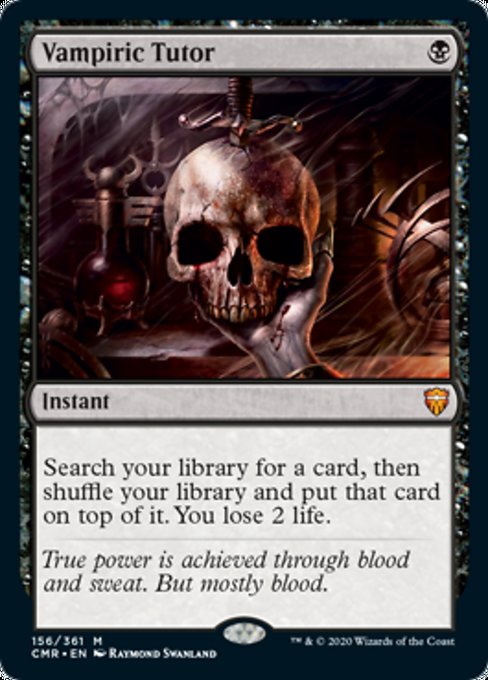 Vampiric Tutor
Instant
Search your library for a card, then
shuffle your library and put that card
on top of it. You lose 2 life.
True power is achieved through blood
and sweat. But mostly blood.
156/361 M
CMR • EN Raymond Swanland
™ & © 2020 Wizards of the Coast